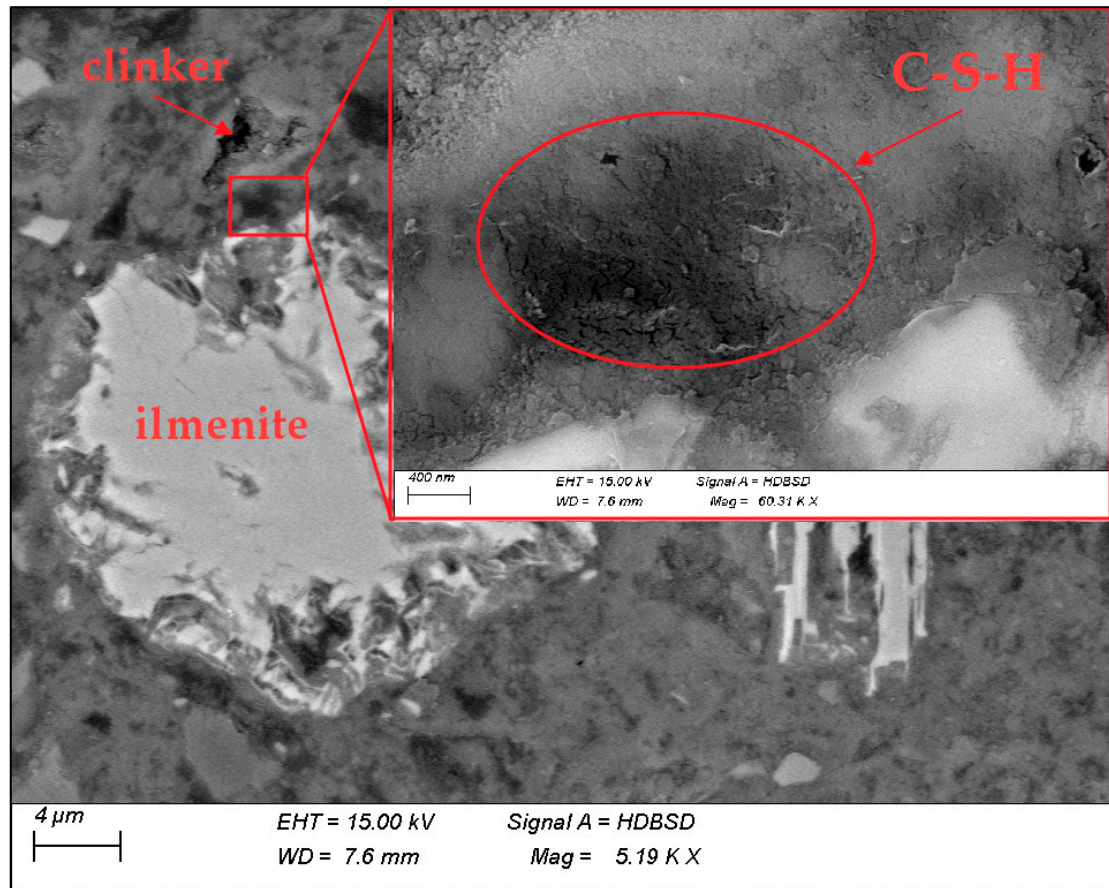 clinker
C-S-H
ilmenite
400 nm
EHT = 15.00 kV Signal A = HDBSD
WD = 7.6 mm Mag = 60.31 K X
4 µm
EHT = 15.00 kV Signal A = HDBSD
WD = 7.6 mm Mag = 5.19 K X